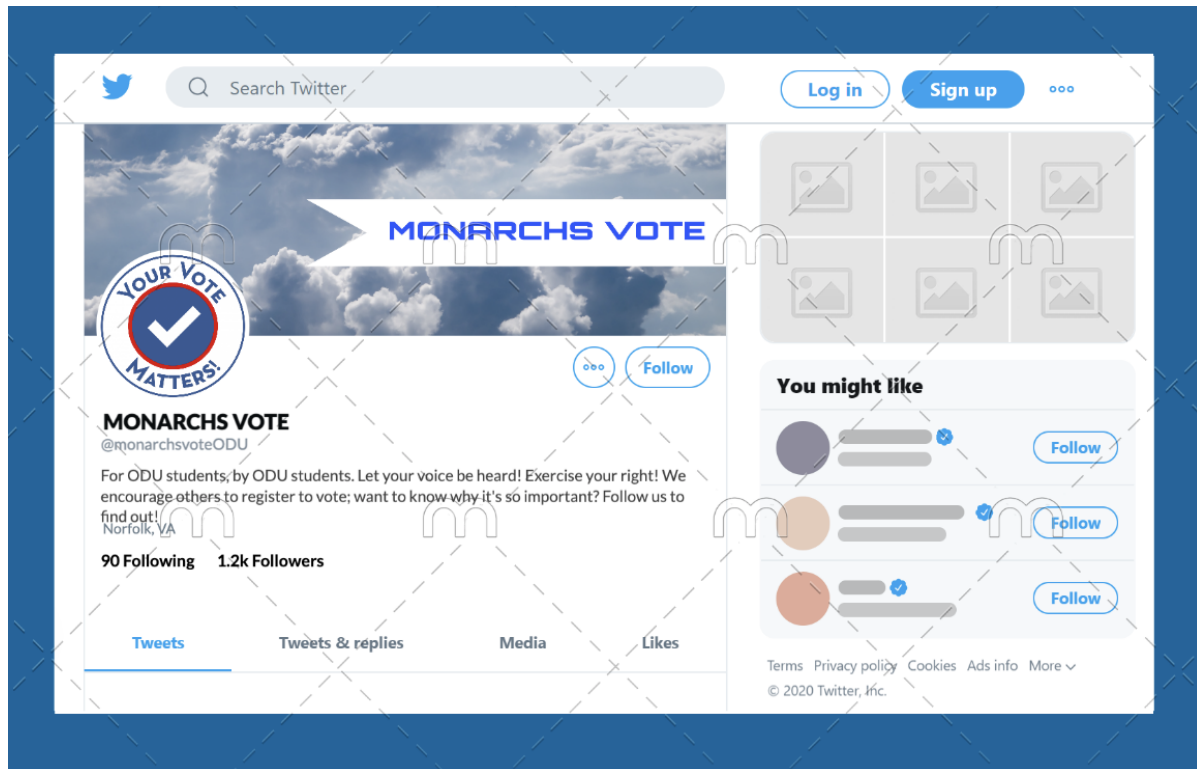 Search Twitter
Log in
Sign up
MONARCHS VOTE
YOUR VOTE
MATTERS!
Follow
MONARCHS VOTE
@monarchsvoteODU
For ODU students, by ODU students. Let your voice be heard! Exercise your right! We
encourage others to register to vote; want to know why it's so important? Follow us to
find out!
Norfolk, VA
90 Following 1.2k Followers
Tweets Tweets & replies Media Likes
You might like
Follow
Follow
Follow
Terms Privacy policy Cookies Ads info More
© 2020 Twitter, Inc.